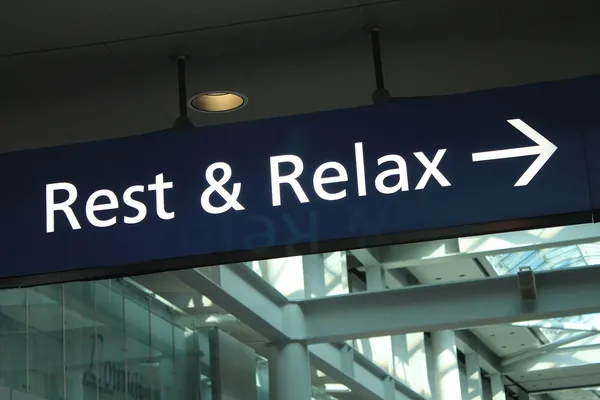 Rest & Relax →